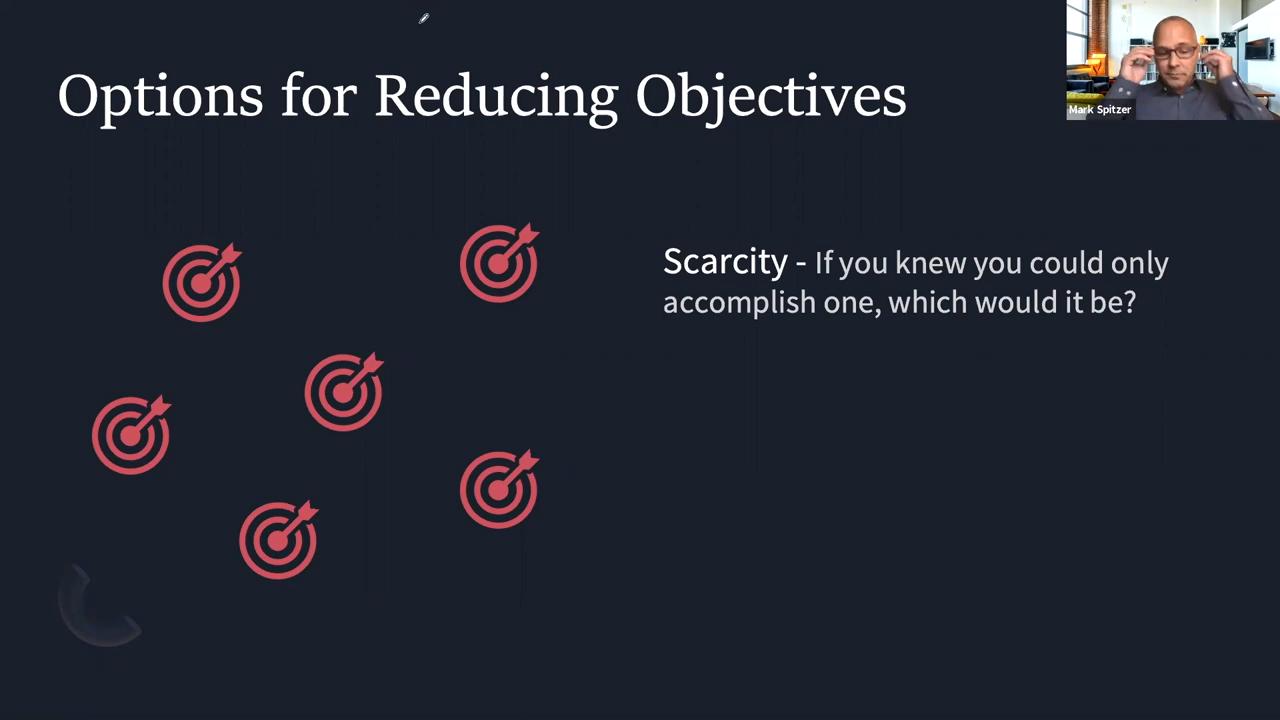 Options for Reducing Objectives
Mark Spitzer
Scarcity - If you knew you could only
accomplish one, which would it be?